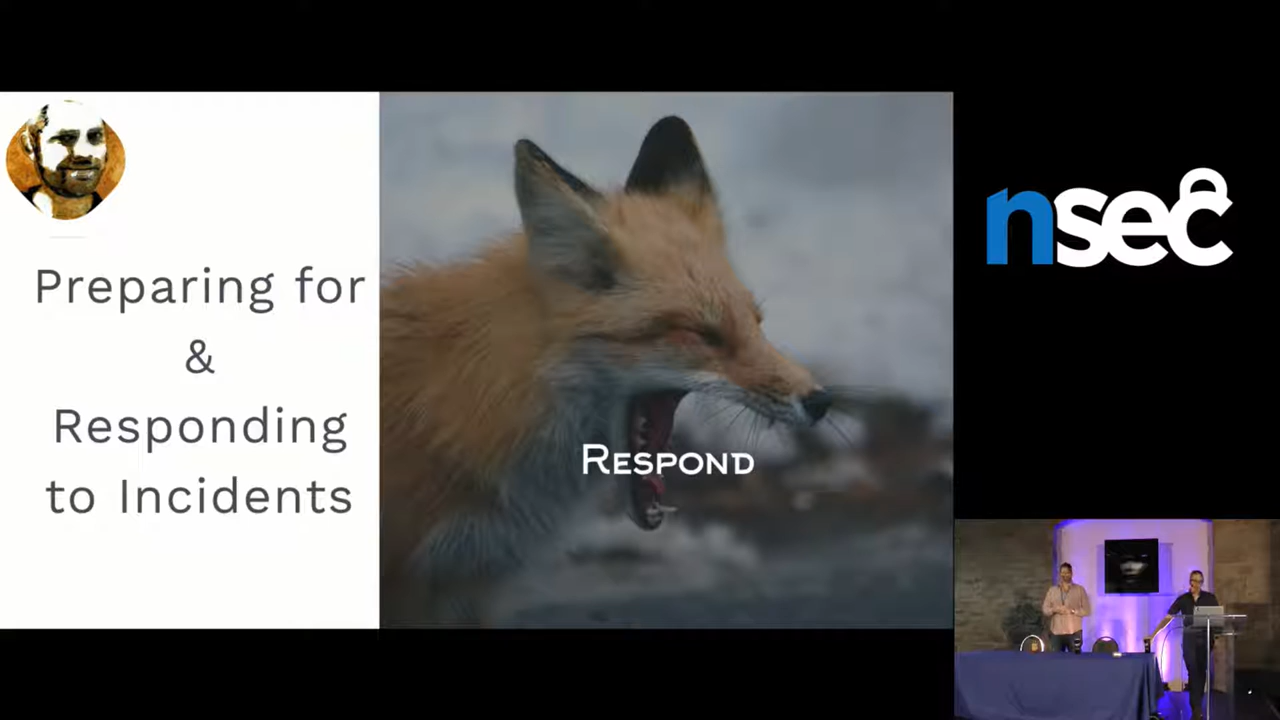 Preparing for
&
Responding
to Incidents
Respond
nsec